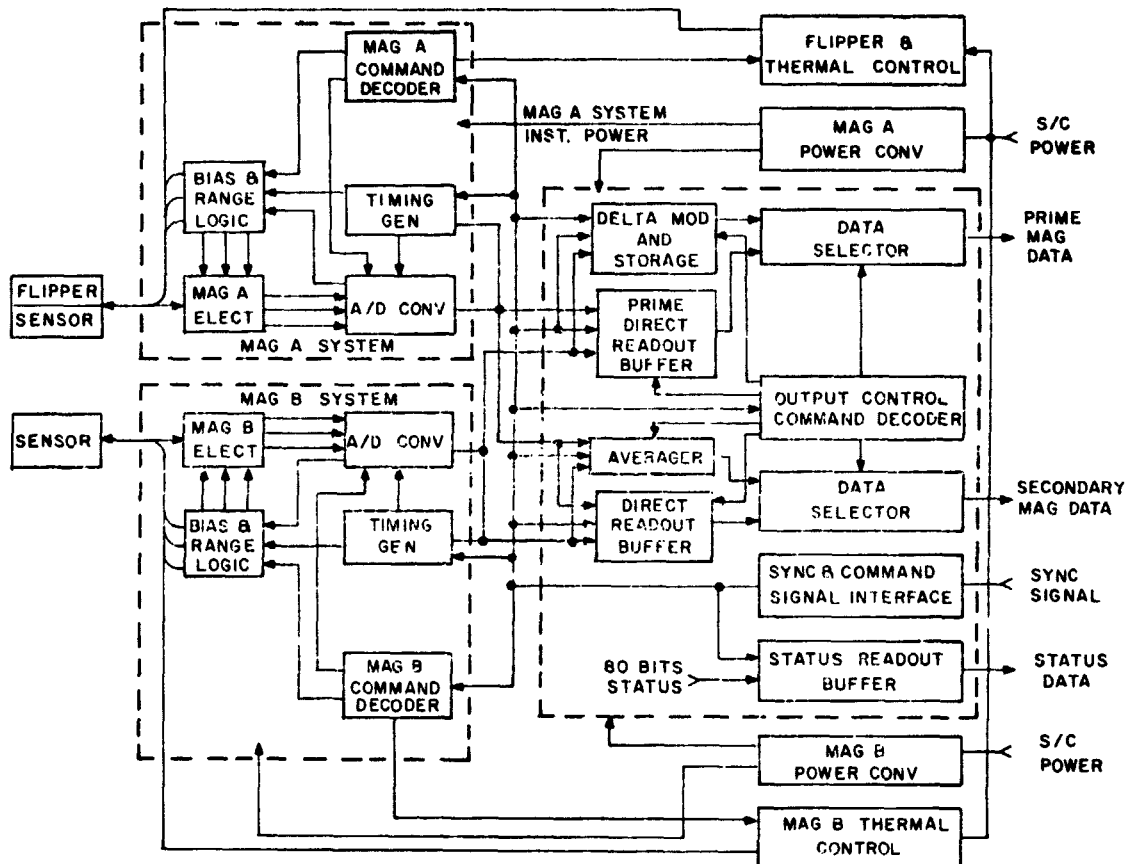 MAG A
COMMAND
DECODER
FLIPPER &
THERMAL CONTROL
MAG A SYSTEM
INST. POWER
MAG A
POWER CONV
S/C
POWER
BIAS &
RANGE
LOGIC
TIMING
GEN
DELTA MOD
AND
STORAGE
DATA
SELECTOR
PRIME
MAG
DATA
FLIPPER
SENSOR
MAG A
ELECT
A/D CONV
MAG A SYSTEM
PRIME
DIRECT
READOUT
BUFFER
OUTPUT CONTROL
COMMAND DECODER
MAG B SYSTEM
SENSOR
MAG B
ELECT
A/D CONV
AVERAGER
DATA
SELECTOR
SECONDARY
MAG DATA
BIAS &
RANGE
LOGIC
TIMING
GEN
DIRECT
READOUT
BUFFER
SYNC & COMMAND
SIGNAL INTERFACE
SYNC
SIGNAL
MAG B
COMMAND
DECODER
80 BITS
STATUS
STATUS READOUT
BUFFER
STATUS
DATA
MAG B
POWER CONV
S/C
POWER
MAG B THERMAL
CONTROL